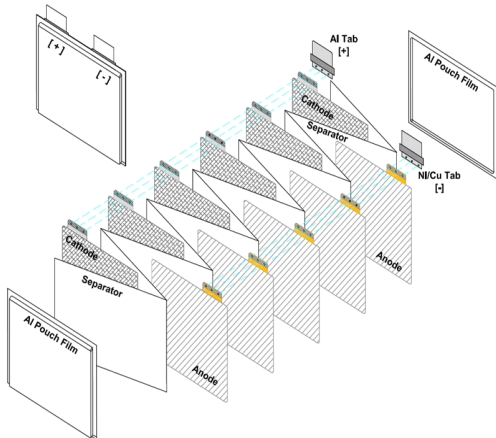 [+]
[-]
Al Tab
[+]
Al Pouch Film
Cathode
Separator
NI/Cu Tab
[-]
Anode
Cathode
Separator
Al Pouch Film
Anode